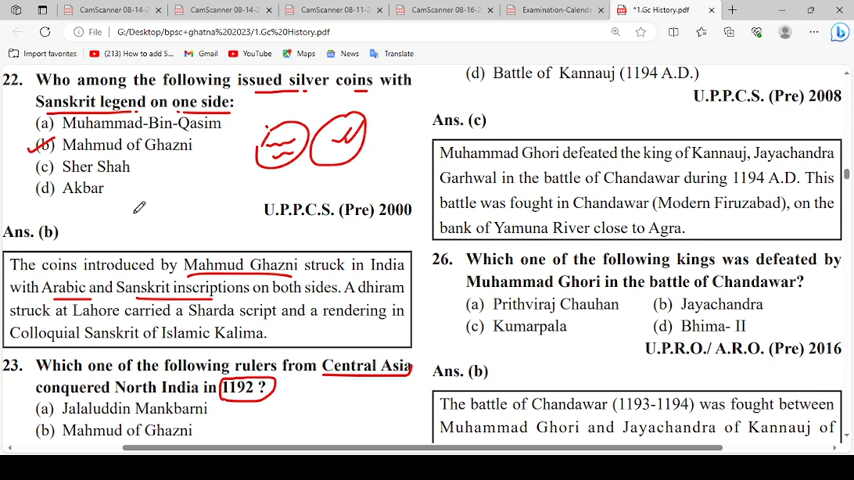 CamScanner 08-14-2
CamScanner 08-14-2
CamScanner 08-11-2
CamScanner 08-16-2
Examination-Calend
*1.Gc History.pdf
File
G:/Desktop/bpsc+ghatna%202023/1.Gc%20History.pdf
Import favorites
(213) How to add S...
Gmail
YouTube
Maps
News
Translate
22. Who among the following issued silver coins with
Sanskrit legend on one side:
(a) Muhammad-Bin-Qasim
(b) Mahmud of Ghazni
(c) Sher Shah
(d) Akbar
U.P.P.C.S. (Pre) 2000
Ans. (b)
The coins introduced by Mahmud Ghazni struck in India
with Arabic and Sanskrit inscriptions on both sides. A dhiram
struck at Lahore carried a Sharda script and a rendering in
Colloquial Sanskrit of Islamic Kalima.
23. Which one of the following rulers from Central Asia
conquered North India in 1192 ?
(a) Jalaluddin Mankbarni
(b) Mahmud of Ghazni
(d) Battle of Kannauj (1194 A.D.)
U.P.P.C.S. (Pre) 2008
Ans. (c)
Muhammad Ghori defeated the king of Kannauj, Jayachandra
Garhwal in the battle of Chandawar during 1194 A.D. This
battle was fought in Chandawar (Modern Firuzabad), on the
bank of Yamuna River close to Agra.
26. Which one of the following kings was defeated by
Muhammad Ghori in the battle of Chandawar?
(a) Prithviraj Chauhan (b) Jayachandra
(c) Kumarpala (d) Bhima- II
U.P.R.O./ A.R.O. (Pre) 2016
Ans. (b)
The battle of Chandawar (1193-1194) was fought between
Muhammad Ghori and Jayachandra of Kannauj of